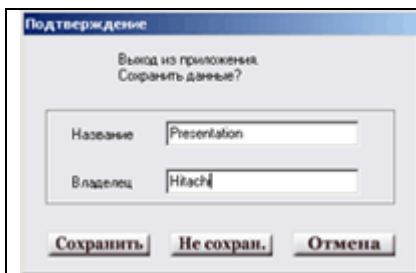 Подтверждение
Выход из приложения.
Сохранить данные?
Название Presentation
Владелец Hitachi
Сохранить Не сохран. Отмена